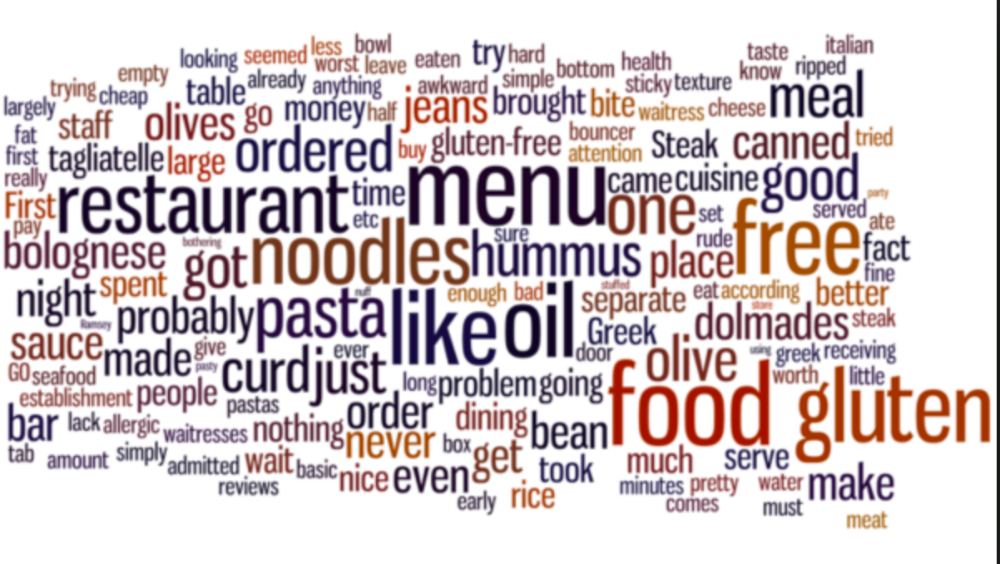 looking seemed less bowl try hard taste italian
empty worst leave eaten bottom health know ripped
trying cheap table already anything awkward simple sticky texture meal
largely staff olives go money half jeans brought bite waitress cheese
fat tagliatelle large ordered buy gluten-free bouncer attention Steak canned tried
first really restaurant time menu came cuisine good party
First etc one set served ate
pay bolognese bothering got noodles sure hummus place rude free fact
night spent nuff enough bad stuffed separate eat according better fine
Ramsey probably pasta like oil Greek store dolmades steak
sauce made give ever door olive using greek receiving
GO seafood pasty curd just long problem going food worth little gluten
establishment people pastas order dining bean
bar lack allergic waitresses nothing never box get serve
tab amount simply admitted wait basic nice even took much make
reviews early rice minutes pretty water
comes must
meat